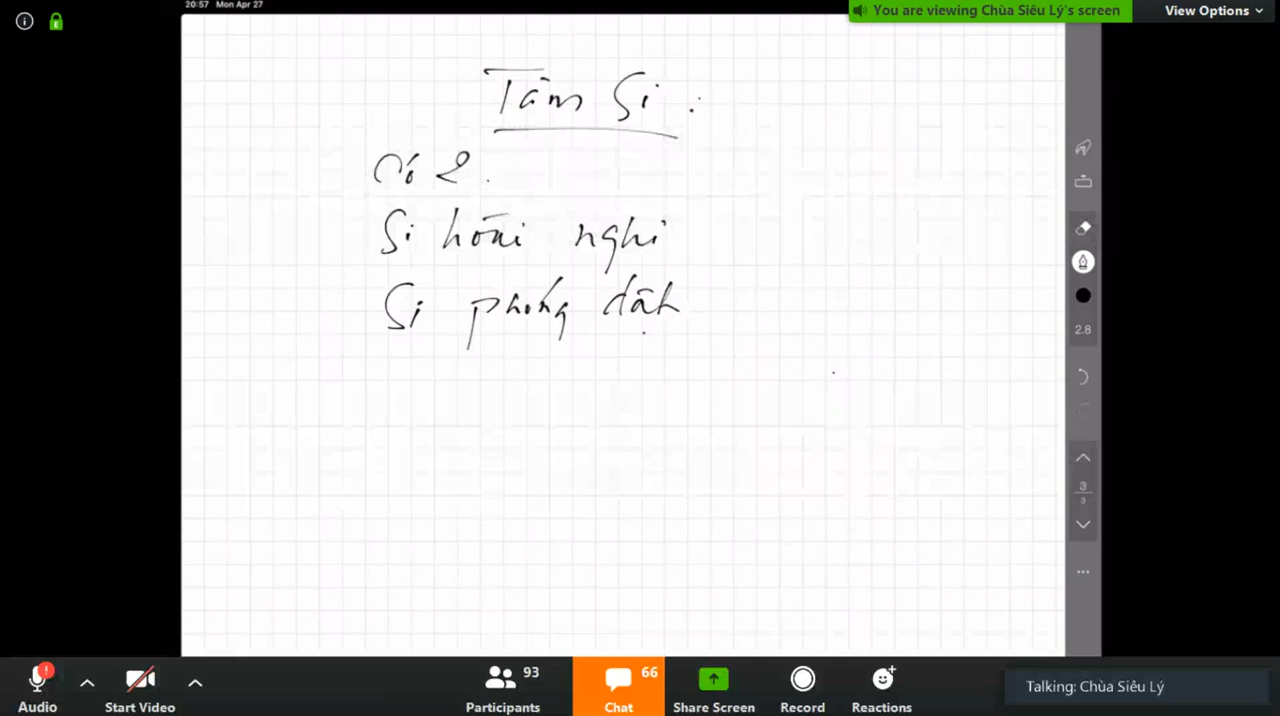 20:57 Mon Apr 27
You are viewing Chùa Siêu Lý's screen
View Options
Tâm Si :
Có 2.
Si hoài nghi
Si phóng dật
2.8
3
3
93
66
Audio
Start Video
Participants
Chat
Share Screen
Record
Reactions
Talking: Chùa Siêu Lý